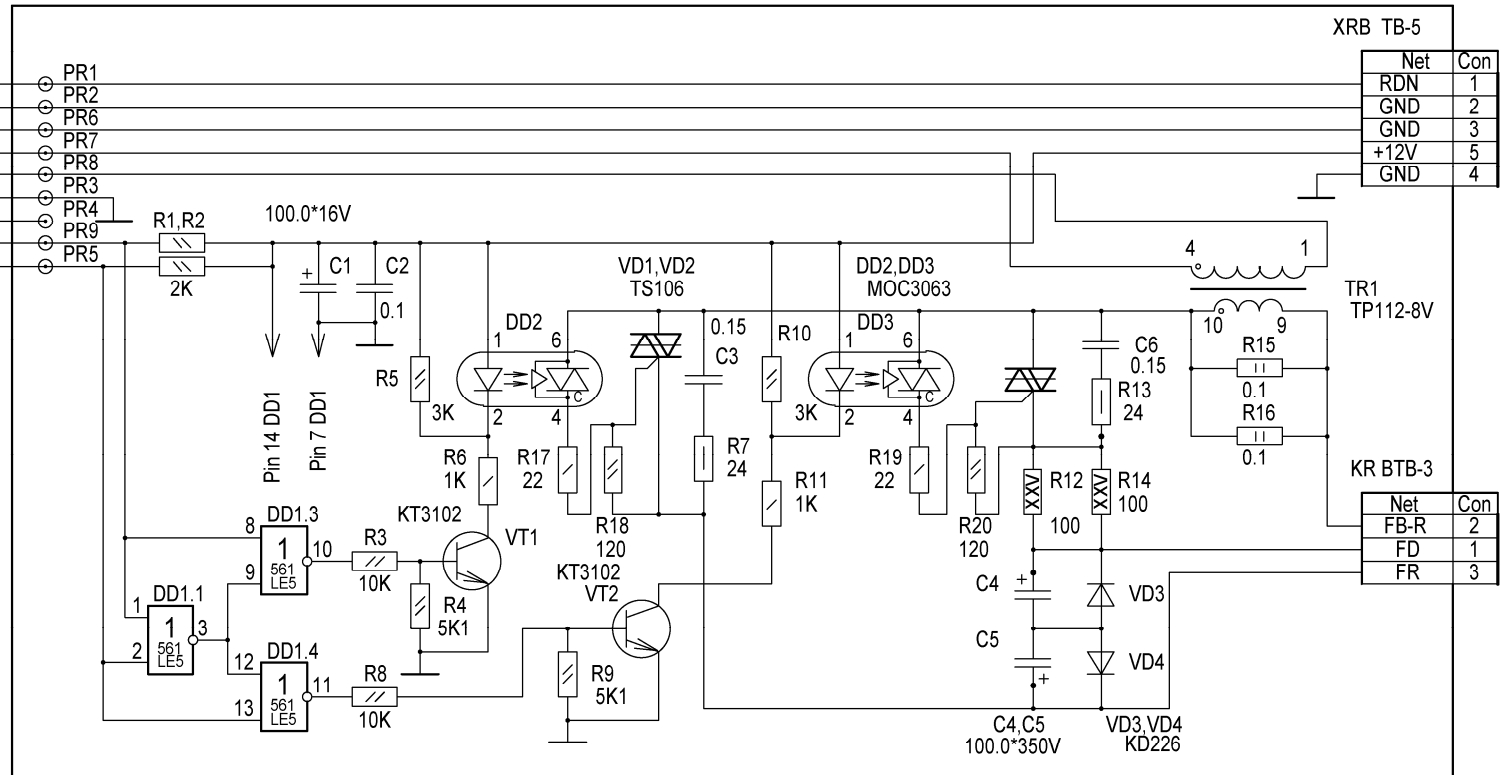 XRB TB-5
Net Con
RDN 1
GND 2
GND 3
+12V 5
GND 4
PR1
PR2
PR6
PR7
PR8
PR3
PR4
PR9
PR5
R1,R2
2K
100.0*16V
+
C1
C2
0.1
Pin 14 DD1
Pin 7 DD1
R5
3K
DD2
1
6
2
4
C
VD1,VD2
TS106
0.15
C3
R10
3K
DD2,DD3
MOC3063
DD3
1
6
2
4
C
C6
0.15
R13
24
4
1
TR1
TP112-8V
10
9
R15
0.1
R16
0.1
R6
1K
R17
22
R18
120
R7
24
R11
1K
R19
22
R20
120
R12
100
R14
100
XXV
XXV
KR BTB-3
Net Con
FB-R 2
FD 1
FR 3
DD1.3
8
9
1
561
LE5
10
R3
10K
KT3102
VT1
R4
5K1
DD1.1
1
2
1
561
LE5
3
DD1.4
12
13
1
561
LE5
11
R8
10K
KT3102
VT2
R9
5K1
C4
+
C5
+
VD3
VD4
C4,C5
100.0*350V
VD3,VD4
KD226